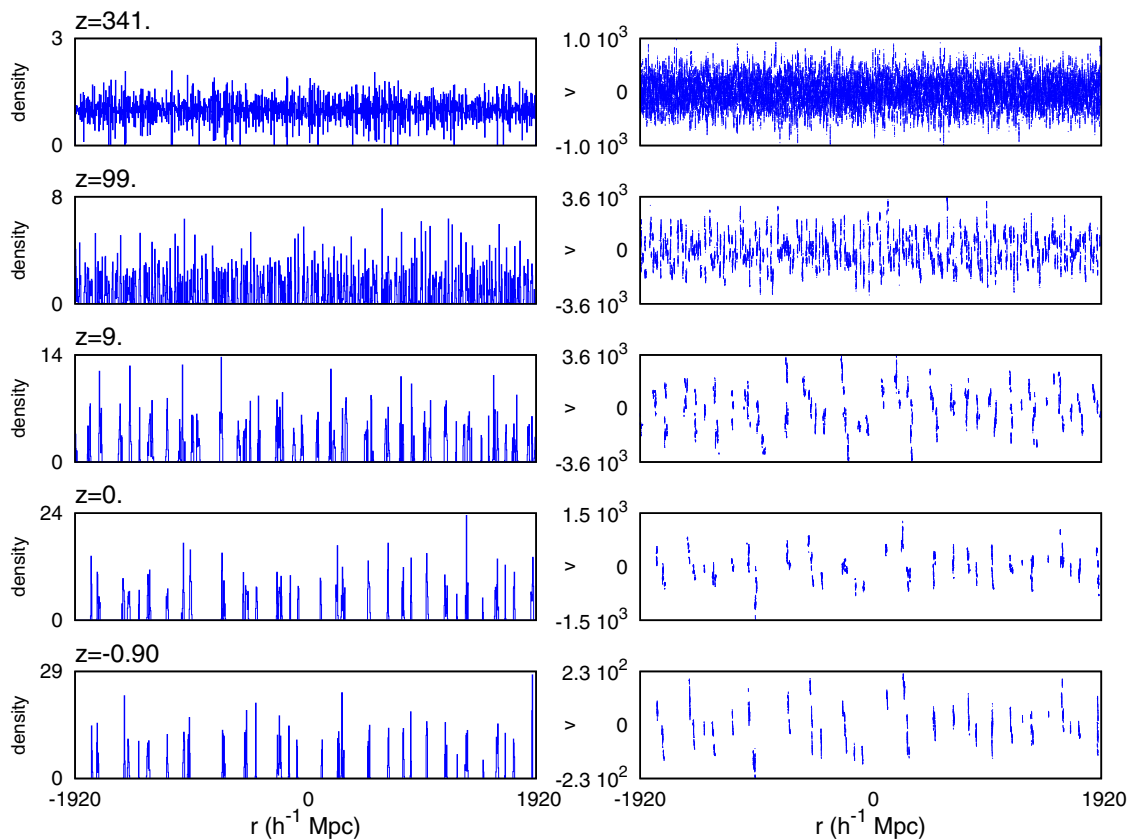 z=341.
3
density
0
1.0 10³
v
0
-1.0 10³
z=99.
8
density
0
3.6 10³
v
0
-3.6 10³
z=9.
14
density
0
3.6 10³
v
0
-3.6 10³
z=0.
24
density
0
1.5 10³
v
0
-1.5 10³
z=-0.90
29
density
0
2.3 10²
v
0
-2.3 10²
-1920 0 1920
r (h⁻¹ Mpc)
-1920 0 1920
r (h⁻¹ Mpc)